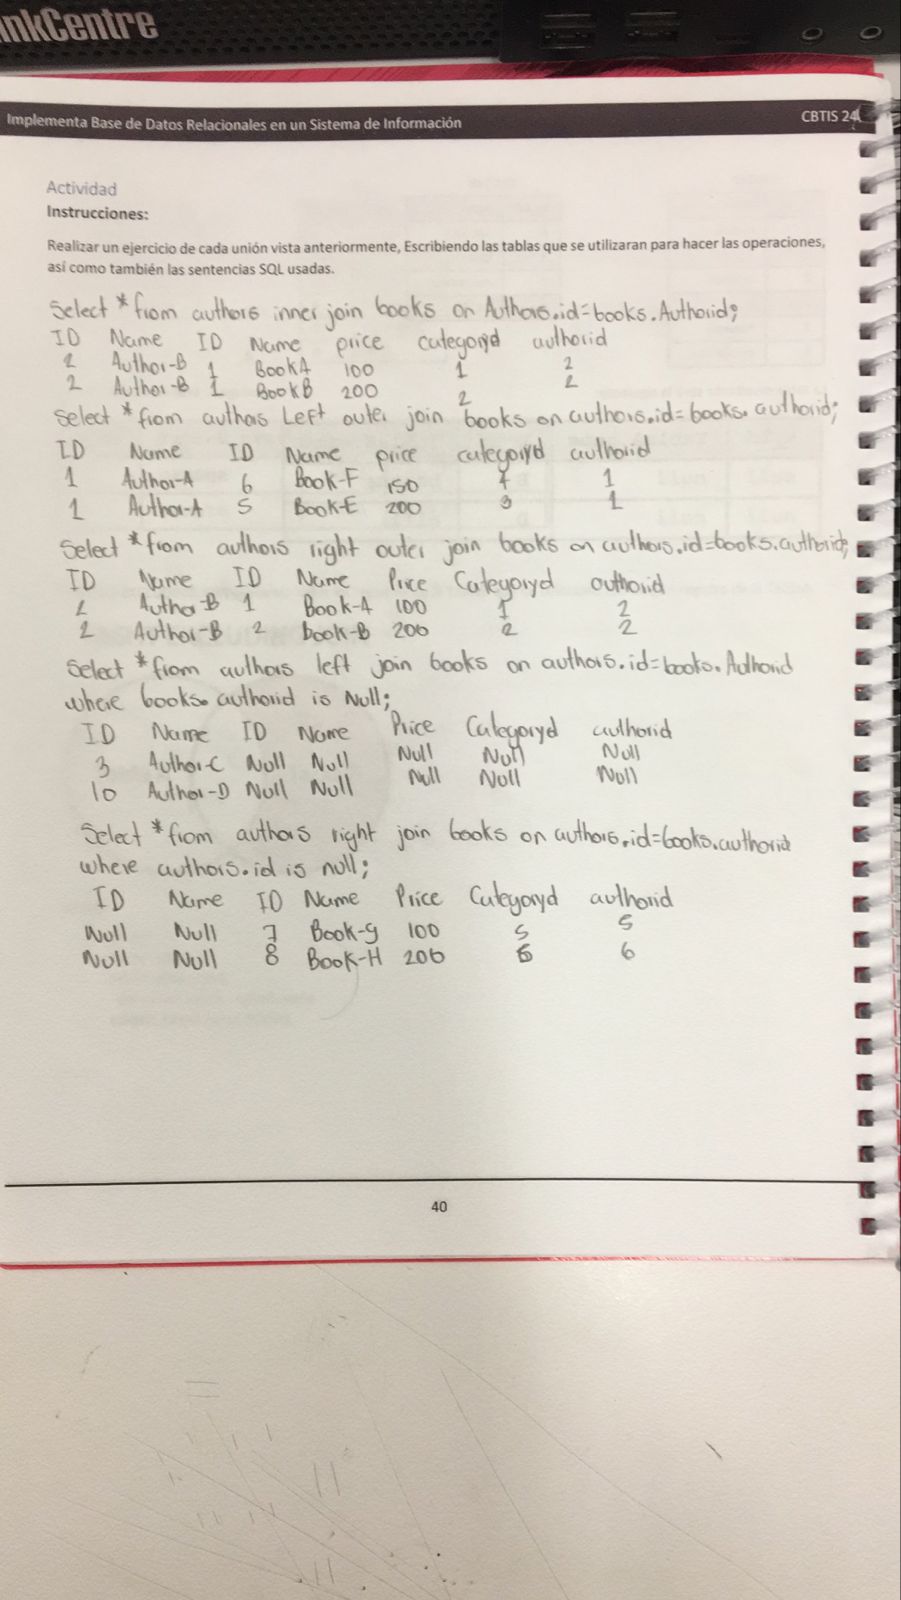 inkCentre
Implementa Base de Datos Relacionales en un Sistema de Información CBTIS 24
Actividad
Instrucciones:
Realizar un ejercicio de cada unión vista anteriormente, Escribiendo las tablas que se utilizaran para hacer las operaciones,
así como también las sentencias SQL usadas.
Select * from authors inner join books on Authors.id=books.Authorid;
ID Name ID Name price categoryd authorid
2 Author-B 1 BookA 100 1 2
2 Author-B 1 BookB 200 2 2
Select * from authors Left outer join books on authors.id=books.authorid;
ID Name ID Name price categoryd authorid
1 Author-A 6 Book-F 150 4 1
1 Author-A 5 Book-E 200 3 1
Select * from authors right outer join books on authors.id=books.authorid;
ID Name ID Name Price Categoryd authorid
2 Author-B 1 Book-A 100 1 2
2 Author-B 2 Book-B 200 2 2
Select * from authors left join books on authors.id=books.Authorid
where books.authorid is Null;
ID Name ID Name Price Categoryd authorid
3 Author-C Null Null Null Null Null
10 Author-D Null Null Null Null Null
Select * from authors right join books on authors.id=books.authorid
where authors.id is null;
ID Name ID Name Price Categoryd authorid
Null Null 7 Book-g 100 5 5
Null Null 8 Book-H 200 6 6
40